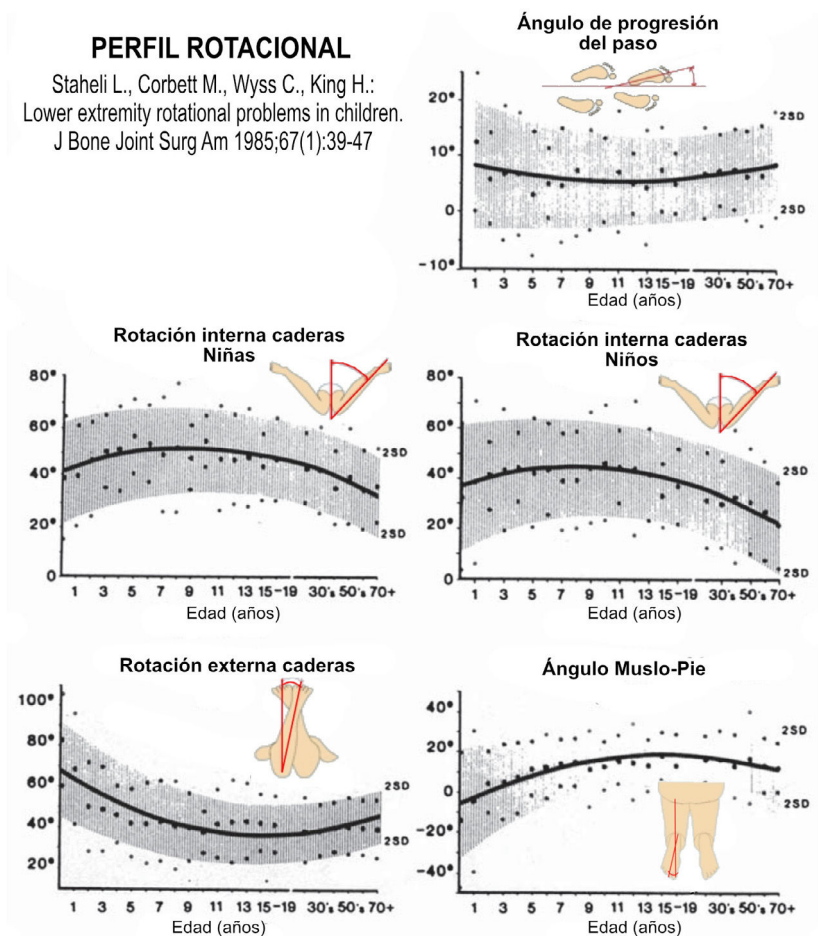 PERFIL ROTACIONAL
Staheli L., Corbett M., Wyss C., King H.:
Lower extremity rotational problems in children.
J Bone Joint Surg Am 1985;67(1):39-47
Ángulo de progresión
del paso
20°
10°
0
-10°
2SD
2SD
1 3 5 7 9 11 13 15-19 30's 50's 70+
Edad (años)
Rotación interna caderas
Niñas
80°
60°
40°
20°
0
2SD
2SD
1 3 5 7 9 11 13 15-19 30's 50's 70+
Edad (años)
Rotación interna caderas
Niños
80°
60°
40°
20°
0
2SD
2SD
1 3 5 7 9 11 13 15-19 30's 50's 70+
Edad (años)
Rotación externa caderas
100°
80°
60°
40°
20°
2SD
2SD
1 3 5 7 9 11 13 15-19 30's 50's 70+
Edad (años)
Ángulo Muslo-Pie
40°
20°
0
-20°
-40°
2SD
2SD
1 3 5 7 9 11 13 15-19 30's 50's 70+
Edad (años)